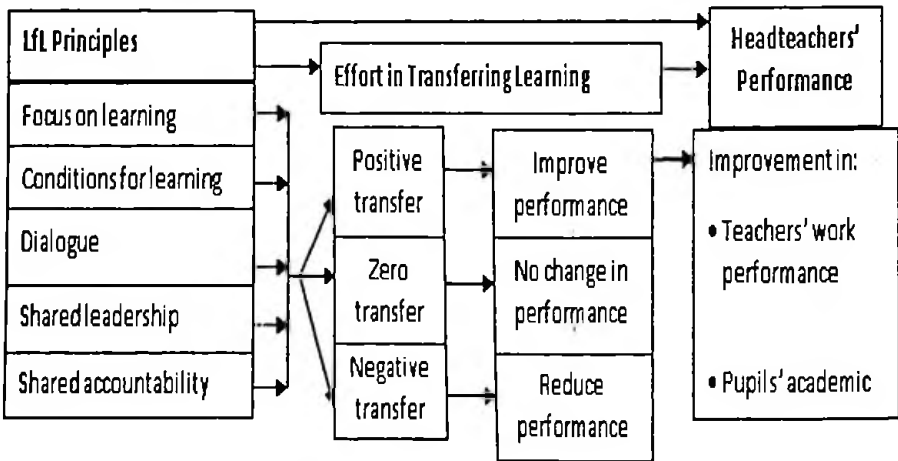 LfL Principles
Focus on learning
Conditions for learning
Dialogue
Shared leadership
Shared accountability
Effort in Transferring Learning
Positive
transfer
Zero
transfer
Negative
transfer
Improve
performance
No change in
performance
Reduce
performance
Headteachers'
Performance
Improvement in:
• Teachers' work
performance
• Pupils' academic